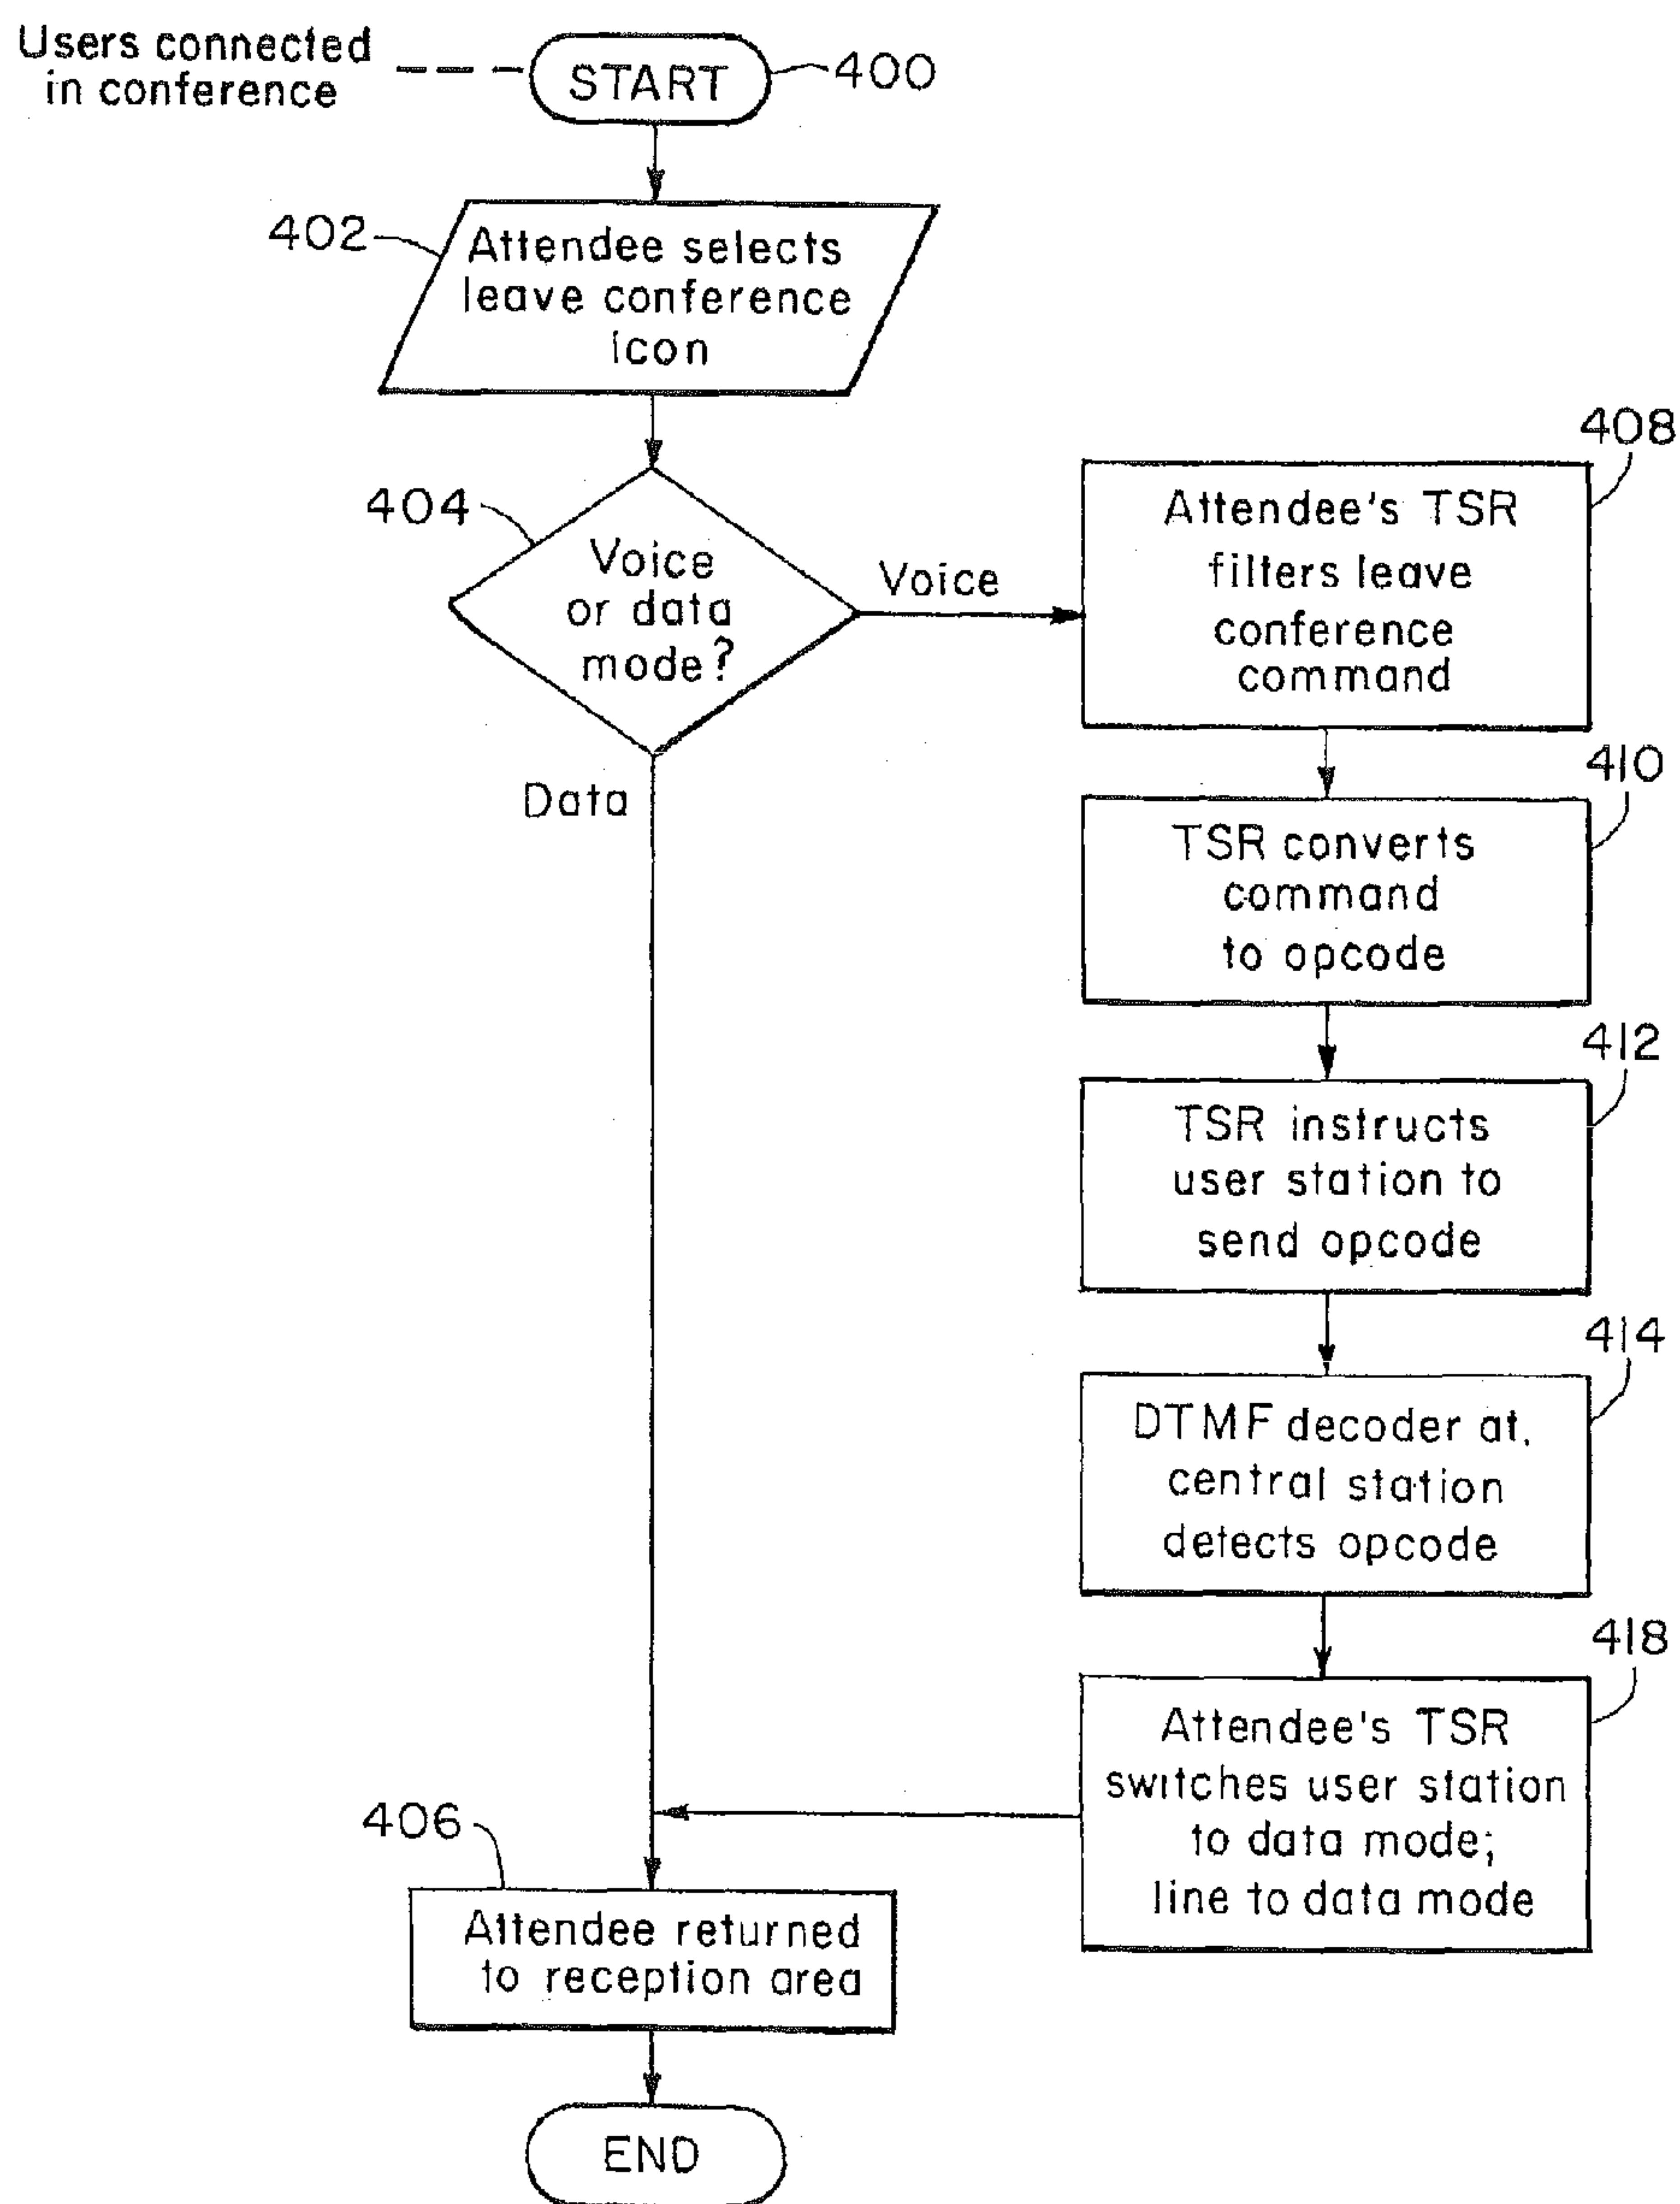 Users connected
in conference
START
400
402
Attendee selects
leave conference
icon
404
Voice
or data
mode?
Voice
Data
408
Attendee's TSR
filters leave
conference
command
410
TSR converts
command
to opcode
412
TSR instructs
user station to
send opcode
414
DTMF decoder at
central station
detects opcode
418
Attendee's TSR
switches user station
to data mode;
line to data mode
406
Attendee returned
to reception area
END